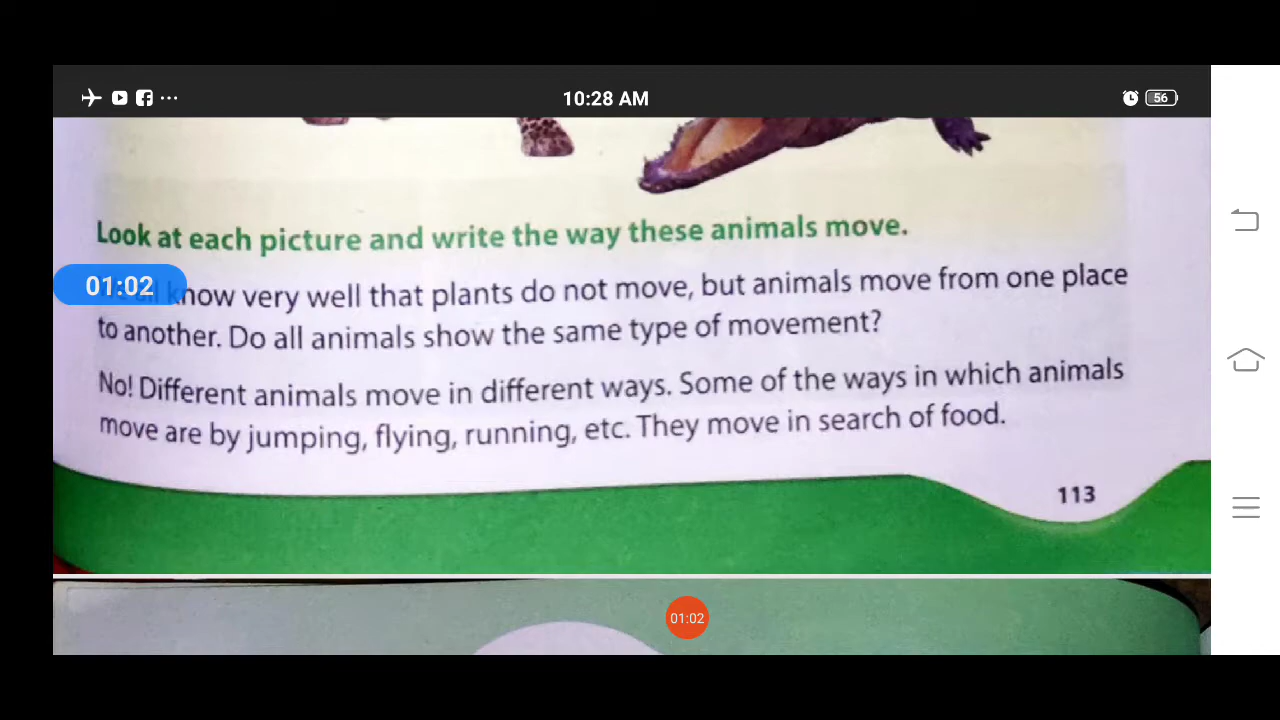 10:28 AM
56
Look at each picture and write the way these animals move.
01:02
know very well that plants do not move, but animals move from one place
to another. Do all animals show the same type of movement?
No! Different animals move in different ways. Some of the ways in which animals
move are by jumping, flying, running, etc. They move in search of food.
113
01:02